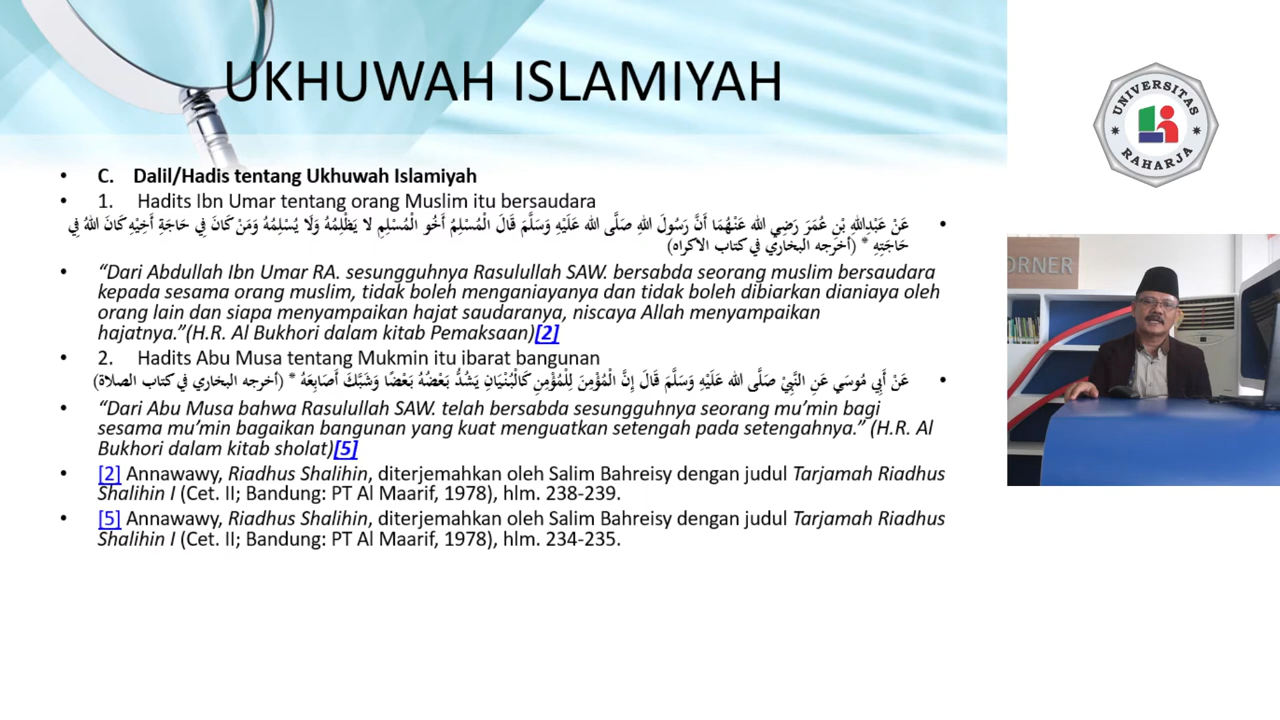 UKHUWAH ISLAMIYAH
• C. Dalil/Hadis tentang Ukhuwah Islamiyah
• 1. Hadits Ibn Umar tentang orang Muslim itu bersaudara
• عَنْ عَبْدِاللهِ بْنِ عُمَرَ رَضِي الله عَنْهُمَا أَنَّ رَسُولَ اللهِ صَلَّى الله عَلَيْهِ وَسَلَّمَ قَالَ الْمُسْلِمُ أَخُو الْمُسْلِمِ لا يَظْلِمُهُ وَلَا يُسْلِمُهُ وَمَنْ كَانَ فِي حَاجَةِ أَخِيْهِ كَانَ اللهُ فِي
حَاجَتِهِ * (أخرجه البخاري في كتاب الاكراه)
• “Dari Abdullah Ibn Umar RA. sesungguhnya Rasulullah SAW. bersabda seorang muslim bersaudara
kepada sesama orang muslim, tidak boleh menganiayanya dan tidak boleh dibiarkan dianiaya oleh
orang lain dan siapa menyampaikan hajat saudaranya, niscaya Allah menyampaikan
hajatnya.”(H.R. Al Bukhori dalam kitab Pemaksaan)[2]
• 2. Hadits Abu Musa tentang Mukmin itu ibarat bangunan
• عَنْ أَبِي مُوسَي عَنِ النَّبِيْ صَلَّى الله عَلَيْهِ وَسَلَّمَ قَالَ إِنَّ الْمُؤْمِنَ لِلْمُؤْمِنِ كَالْبُنْيَانِ يَشُدُّ بَعْضُهُ بَعْضًا وَشَبَّكَ أَصَابِعَهُ * (أخرجه البخاري في كتاب الصلاة)
• “Dari Abu Musa bahwa Rasulullah SAW. telah bersabda sesungguhnya seorang mu’min bagi
sesama mu’min bagaikan bangunan yang kuat menguatkan setengah pada setengahnya.” (H.R. Al
Bukhori dalam kitab sholat)[5]
• [2] Annawawy, Riadhus Shalihin, diterjemahkan oleh Salim Bahreisy dengan judul Tarjamah Riadhus
Shalihin I (Cet. II; Bandung: PT Al Maarif, 1978), hlm. 238-239.
• [5] Annawawy, Riadhus Shalihin, diterjemahkan oleh Salim Bahreisy dengan judul Tarjamah Riadhus
Shalihin I (Cet. II; Bandung: PT Al Maarif, 1978), hlm. 234-235.
UNIVERSITAS
RAHARJA
ORNER